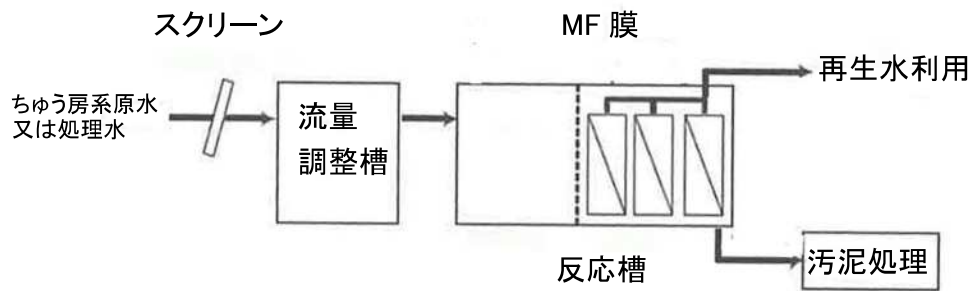 スクリーン
MF 膜
再生水利用
ちゅう房系原水
又は処理水
流量
調整槽
反応槽
汚泥処理